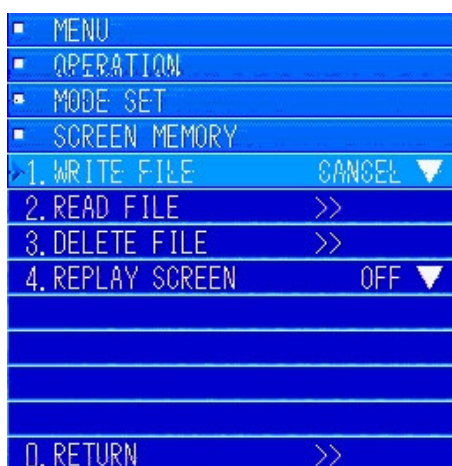 MENU
OPERATION
MODE SET
SCREEN MEMORY
1. WRITE FILE CANSEL ▼
2. READ FILE >>
3. DELETE FILE >>
4. REPLAY SCREEN OFF ▼
0. RETURN >>